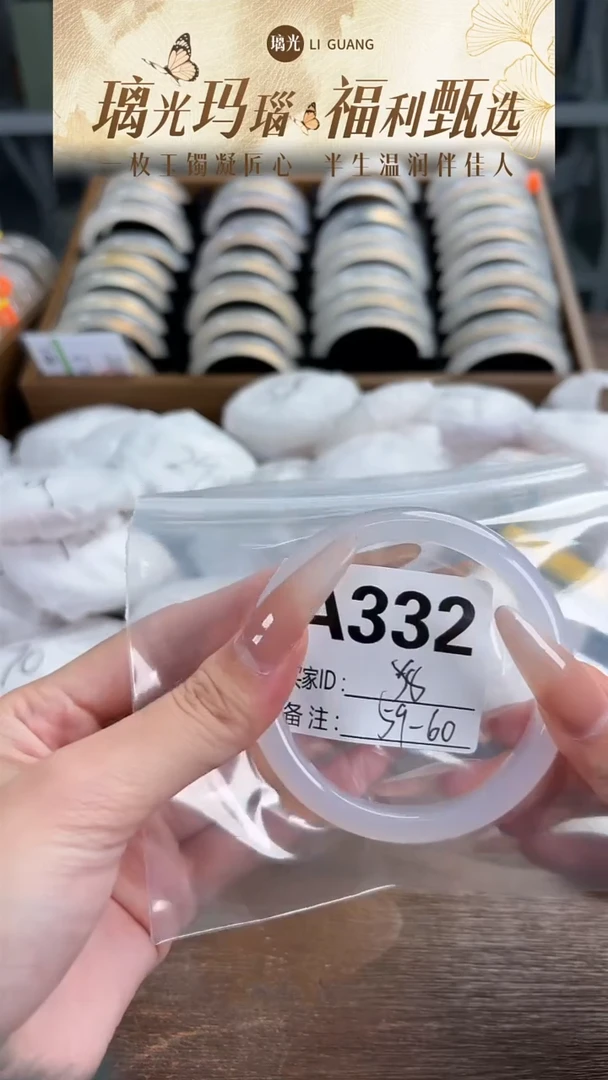 璃光 LI GUANG
璃光玛瑙 福利甄选
一枚玉镯凝匠心 半生温润伴佳人
A332
买家ID：
备注： 59-60